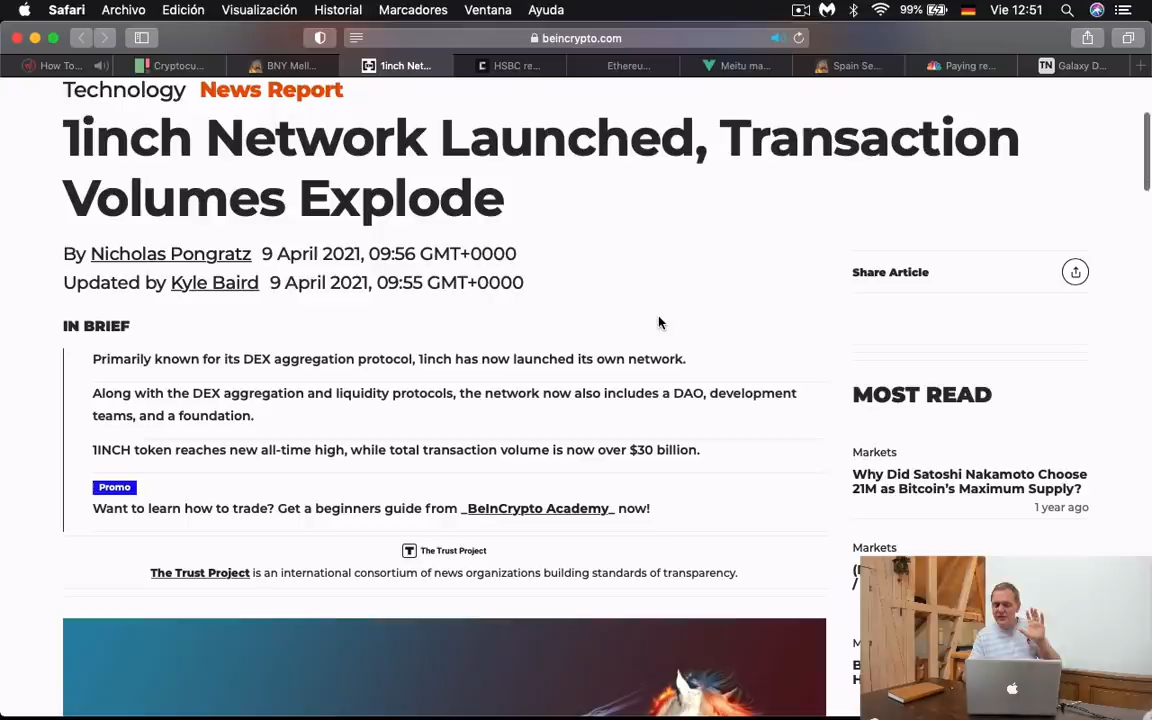 Safari Archivo Edición Visualización Historial Marcadores Ventana Ayuda 99% Vie 12:51
beincrypto.com
How To... Cryptocu... BNY Mell... 1inch Net... HSBC re... Ethereu... Meitu ma... Spain Se... Paying re... TN Galaxy D...
Technology News Report
1inch Network Launched, Transaction
Volumes Explode
By Nicholas Pongratz 9 April 2021, 09:56 GMT+0000
Updated by Kyle Baird 9 April 2021, 09:55 GMT+0000
Share Article
IN BRIEF
Primarily known for its DEX aggregation protocol, 1inch has now launched its own network.
Along with the DEX aggregation and liquidity protocols, the network now also includes a DAO, development
teams, and a foundation.
1INCH token reaches new all-time high, while total transaction volume is now over $30 billion.
Promo
Want to learn how to trade? Get a beginners guide from _BeInCrypto Academy_ now!
T The Trust Project
The Trust Project is an international consortium of news organizations building standards of transparency.
MOST READ
Markets
Why Did Satoshi Nakamoto Choose
21M as Bitcoin's Maximum Supply?
1 year ago
Markets